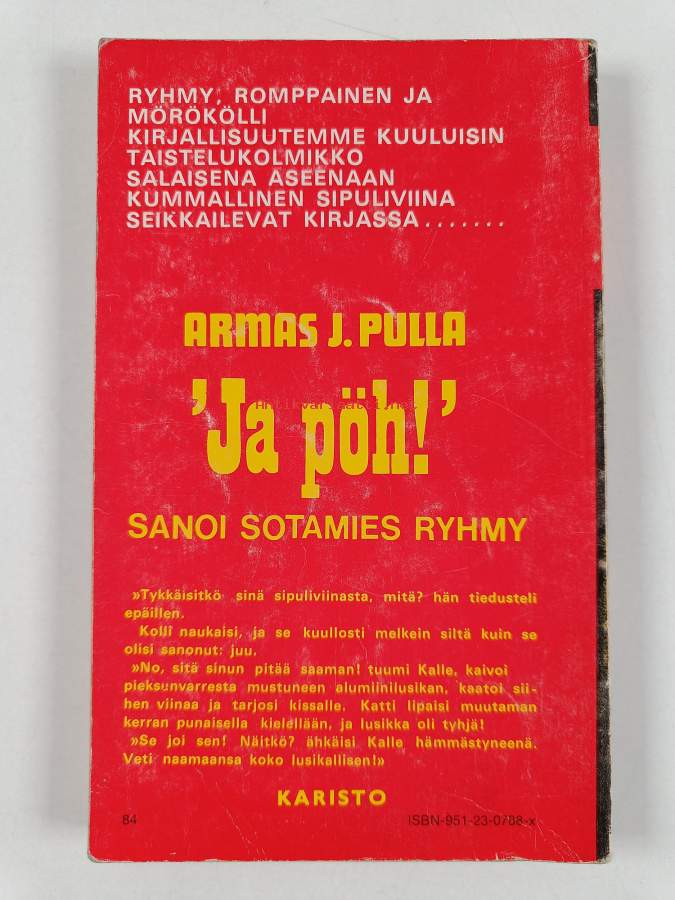 RYHMY, ROMPPAINEN JA
MÖRÖKÖLLI
KIRJALLISUUTEMME KUULUISIN
TAISTELUKOLMIKKO
SALAISENA ASEENAAN
KUMMALLINEN SIPULIVIINA
SEIKKAILEVAT KIRJASSA.......
ARMAS J. PULLA
'Ja pöh!'
Antikvariaatti.net
SANOI SOTAMIES RYHMY
»Tykkäisitkö sinä sipuliviinasta, mitä? hän tiedusteli
epäillen.
Kolli naukaisi, ja se kuullosti melkein siltä kuin se
olisi sanonut: juu.
»No, sitä sinun pitää saaman! tuumi Kalle, kaivoi
pieksunvarresta mustuneen alumiinilusikan, kaatoi sii-
hen viinaa ja tarjosi kissalle. Katti lipaisi muutaman
kerran punaisella kielellään, ja lusikka oli tyhjä!
»Se joi sen! Näitkö? ähkäisi Kalle hämmästyneenä.
Veti naamaansa koko lusikallisen!»
KARISTO
84
ISBN-951-23-0788-x